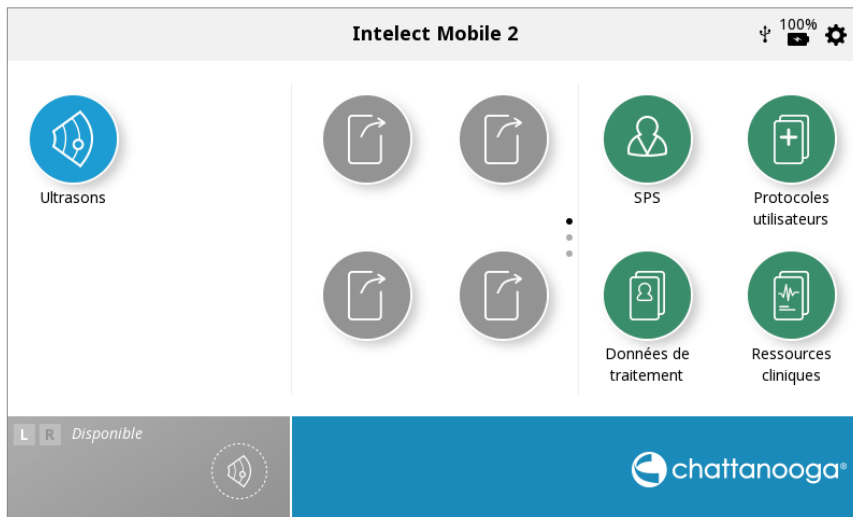 Intelect Mobile 2
100%
Ultrasons
SPS
Protocoles
utilisateurs
Données de
traitement
Ressources
cliniques
L R Disponible
chattanooga®